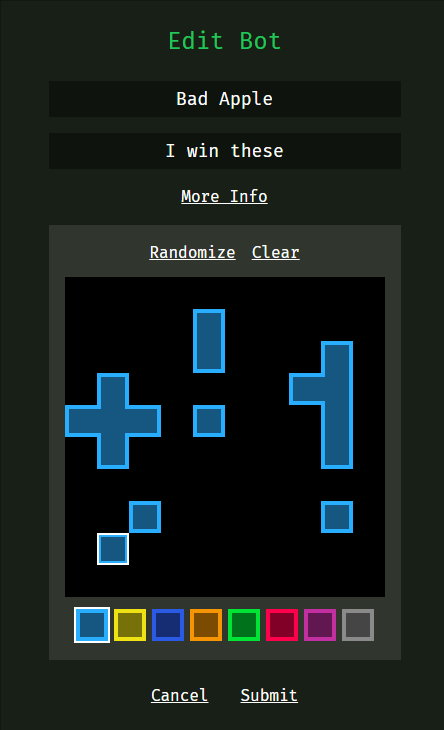 Edit Bot
Bad Apple
I win these
More Info
Randomize Clear
Cancel Submit